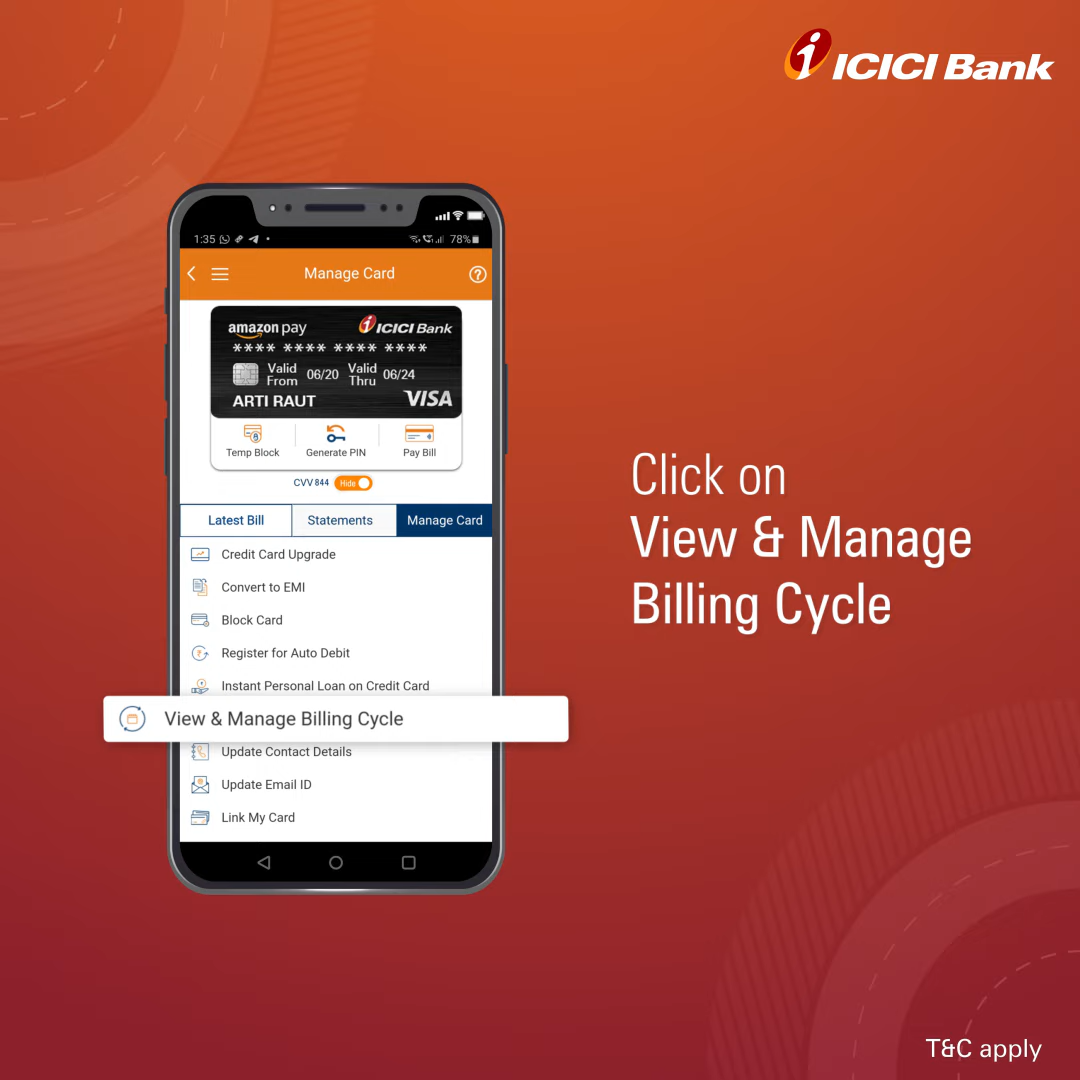 ICICI Bank
1:35
78%
Manage Card
amazon pay
ICICI Bank
**** **** **** ****
Valid From 06/20 Valid Thru 06/24
ARTI RAUT
VISA
Temp Block
Generate PIN
Pay Bill
CVV 844 Hide
Latest Bill
Statements
Manage Card
Credit Card Upgrade
Convert to EMI
Block Card
Register for Auto Debit
Instant Personal Loan on Credit Card
View & Manage Billing Cycle
Update Contact Details
Update Email ID
Link My Card
Click on
View & Manage
Billing Cycle
T&C apply